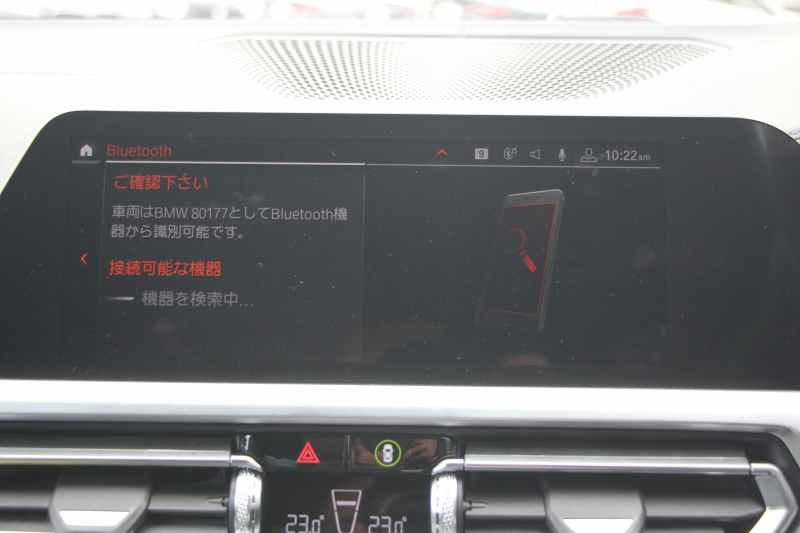 Bluetooth
9
10:22am
ご確認下さい
車両はBMW 80177としてBluetooth機
器から識別可能です。
接続可能な機器
機器を検索中...
23.0° 23.0°